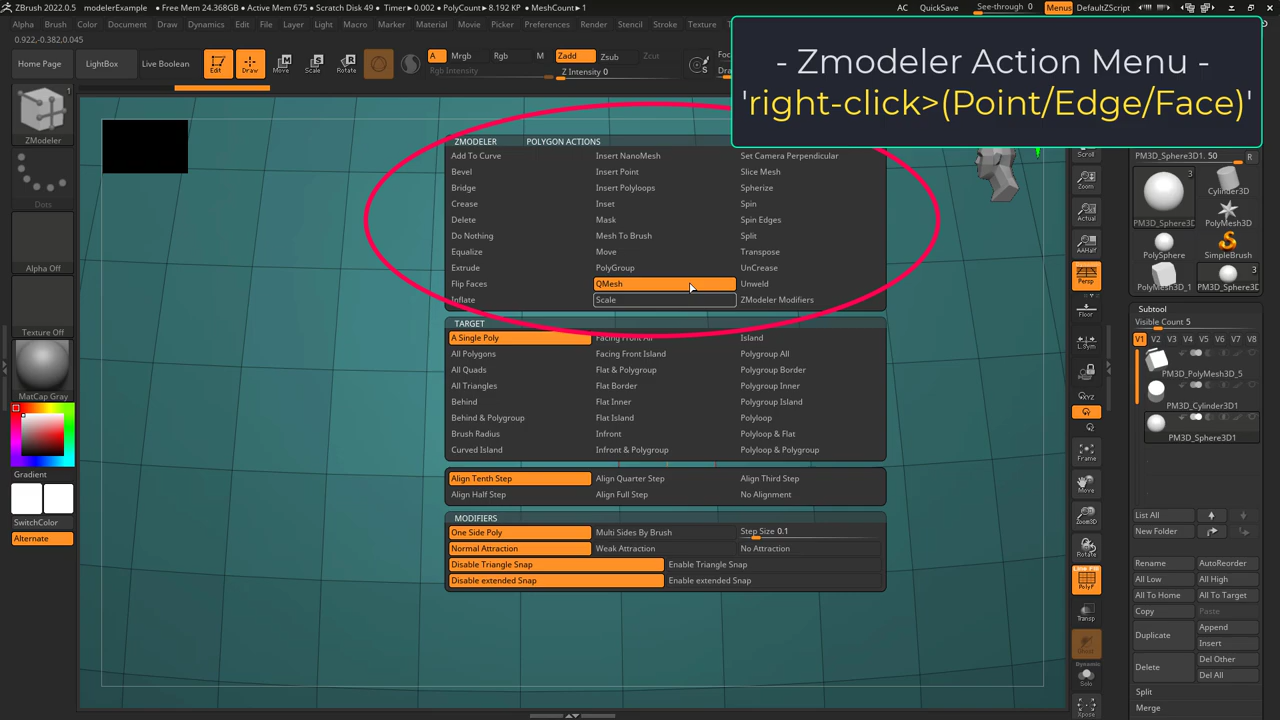 ZBrush 2022.0.5 modelerExample • Free Mem 24.368GB • Active Mem 675 • Scratch Disk 49 • Timer▶0.002 • PolyCount▶8.192 KP • MeshCount▶1
AC QuickSave See-through 0 Menus DefaultZScript
Alpha Brush Color Document Draw Dynamics Edit File Layer Light Macro Marker Material Movie Picker Preferences Render Stencil Stroke Texture
0.922,-0.382,0.045
- Zmodeler Action Menu -
'right-click>(Point/Edge/Face)'
Home Page LightBox Live Boolean Edit Draw Move Scale Rotate
A Mrgb Rgb M Zadd Zsub Zcut
Rgb Intensity Z Intensity 0
1
ZModeler
Dots
Alpha Off
Texture Off
MatCap Gray
Gradient
SwitchColor
Alternate
ZMODELER POLYGON ACTIONS
Add To Curve Insert NanoMesh Set Camera Perpendicular
Bevel Insert Point Slice Mesh
Bridge Insert Polyloops Spherize
Crease Inset Spin
Delete Mask Spin Edges
Do Nothing Mesh To Brush Split
Equalize Move Transpose
Extrude PolyGroup UnCrease
Flip Faces QMesh Unweld
Inflate Scale ZModeler Modifiers
TARGET
A Single Poly Facing Front All Island
All Polygons Facing Front Island Polygroup All
All Quads Flat & Polygroup Polygroup Border
All Triangles Flat Border Polygroup Inner
Behind Flat Inner Polygroup Island
Behind & Polygroup Flat Island Polyloop
Brush Radius Infront Polyloop & Flat
Curved Island Infront & Polygroup Polyloop & Polygroup
Align Tenth Step Align Quarter Step Align Third Step
Align Half Step Align Full Step No Alignment
MODIFIERS
One Side Poly Multi Sides By Brush Step Size 0.1
Normal Attraction Weak Attraction No Attraction
Disable Triangle Snap Enable Triangle Snap
Disable extended Snap Enable extended Snap
Scroll
Zoom
Actual
AAHalf
Persp
Floor
L.Sym
Frame
Move
Zoom3D
Rotate
Line Fill
PolyF
Transp
Ghost
Dynamic
Solo
Xpose
PM3D_Sphere3D1. 50 R
3
PM3D_Sphere3D
Cylinder3D
PolyMesh3D
PolySphere SimpleBrush
3
PolyMesh3D_1 PM3D_Sphere3D
Subtool
Visible Count 5
V1 V2 V3 V4 V5 V6 V7 V8
PM3D_PolyMesh3D_5
PM3D_Cylinder3D1
PM3D_Sphere3D1
List All
New Folder
Rename AutoReorder
All Low All High
All To Home All To Target
Copy Paste
Duplicate Append
Insert
Delete Del Other
Del All
Split
Merge